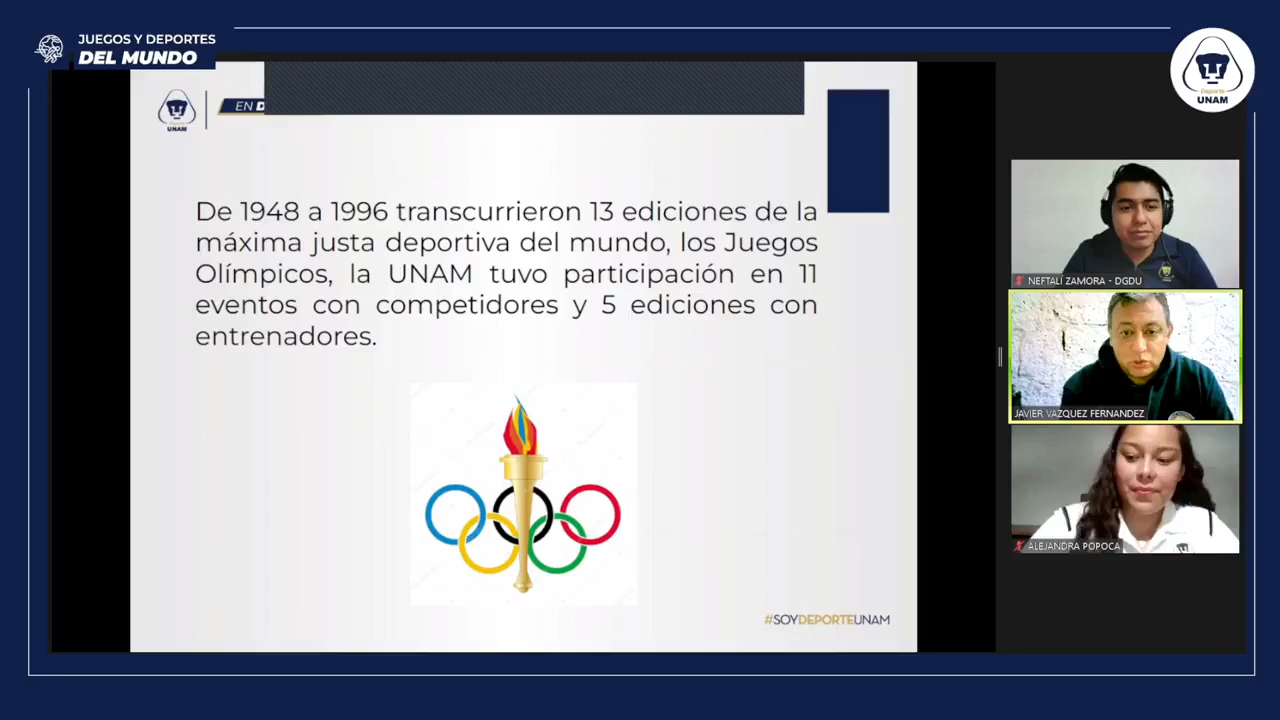 JUEGOS Y DEPORTES
DEL MUNDO
Deporte
UNAM
UNAM
EN D
De 1948 a 1996 transcurrieron 13 ediciones de la
máxima justa deportiva del mundo, los Juegos
Olímpicos, la UNAM tuvo participación en 11
eventos con competidores y 5 ediciones con
entrenadores.
#SOYDEPORTEUNAM
NEFTALÍ ZAMORA - DGDU
JAVIER VAZQUEZ FERNANDEZ
ALEJANDRA POPOCA